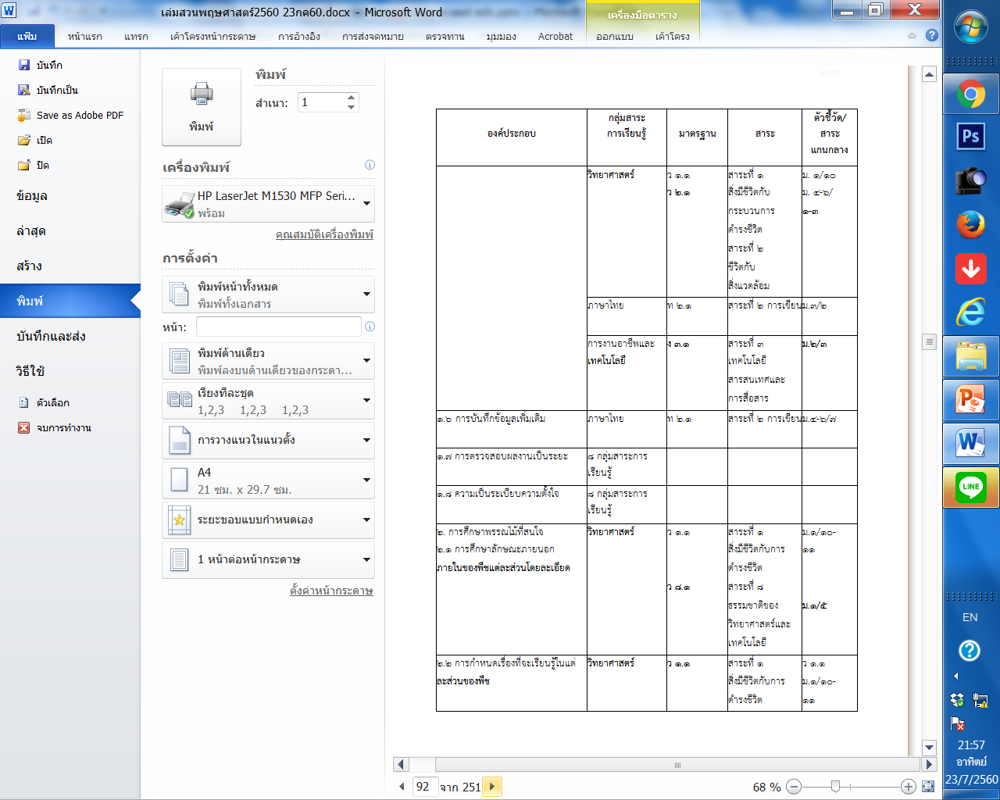 เล่มสวนพฤษศาสตร์2560 23กค60.docx - Microsoft Word
เครื่องมือตาราง
แฟ้ม หน้าแรก แทรก เค้าโครงหน้ากระดาษ การอ้างอิง การส่งจดหมาย ตรวจทาน มุมมอง Acrobat ออกแบบ เค้าโครง
บันทึก
บันทึกเป็น
Save as Adobe PDF
เปิด
ปิด
ข้อมูล
ล่าสุด
สร้าง
พิมพ์
บันทึกและส่ง
วิธีใช้
ตัวเลือก
จบการทำงาน
พิมพ์
พิมพ์
สำเนา: 1
เครื่องพิมพ์
HP LaserJet M1530 MFP Seri...
พร้อม
คุณสมบัติเครื่องพิมพ์
การตั้งค่า
พิมพ์หน้าทั้งหมด
พิมพ์ทั้งเอกสาร
หน้า:
พิมพ์ด้านเดียว
พิมพ์ลงบนด้านเดียวของกระดา...
เรียงทีละชุด
1,2,3 1,2,3 1,2,3
การวางแนวในแนวตั้ง
A4
21 ซม. x 29.7 ซม.
ระยะขอบแบบกำหนดเอง
1 หน้าต่อหน้ากระดาษ
ตั้งค่าหน้ากระดาษ
องค์ประกอบ
กลุ่มสาระ
การเรียนรู้
มาตรฐาน
สาระ
ตัวชี้วัด/
สาระ
แกนกลาง
วิทยาศาสตร์
ว ๑.๑
ว ๒.๑
สาระที่ ๑
สิ่งมีชีวิตกับ
กระบวนการ
ดำรงชีวิต
สาระที่ ๒
ชีวิตกับ
สิ่งแวดล้อม
ม. ๑/๑๐
ม. ๔-๖/
๑-๓
ภาษาไทย ท ๒.๑ สาระที่ ๒ การเขียน ม.๓/๒
การงานอาชีพและ
เทคโนโลยี
ง ๓.๑
สาระที่ ๓
เทคโนโลยี
สารสนเทศและ
การสื่อสาร
ม.๒/๓
๑.๖ การบันทึกข้อมูลเพิ่มเติม ภาษาไทย ท ๒.๑ สาระที่ ๒ การเขียน ม.๔-๖/๗
๑.๗ การตรวจสอบผลงานเป็นระยะ
๘ กลุ่มสาระการ
เรียนรู้
๑.๘ ความเป็นระเบียบความตั้งใจ
๘ กลุ่มสาระการ
เรียนรู้
๒. การศึกษาพรรณไม้ที่สนใจ
๒.๑ การศึกษาลักษณะภายนอก
ภายในของพืชแต่ละส่วนโดยละเอียด
วิทยาศาสตร์
ว ๑.๑
ว ๘.๑
สาระที่ ๑
สิ่งมีชีวิตกับการ
ดำรงชีวิต
สาระที่ ๘
ธรรมชาติของ
วิทยาศาสตร์และ
เทคโนโลยี
ม.๑/๑๐-
๑๑
ม.๑/๕
๒.๒ การกำหนดเรื่องที่จะเรียนรู้ในแต่
ละส่วนของพืช
วิทยาศาสตร์
ว ๑.๑
สาระที่ ๑
สิ่งมีชีวิตกับการ
ดำรงชีวิต
ว ๑.๑
ม.๑/๑๐-
๑๑
92 จาก 251
68 %
Ps
LINE
EN
21:57
อาทิตย์
23/7/2560